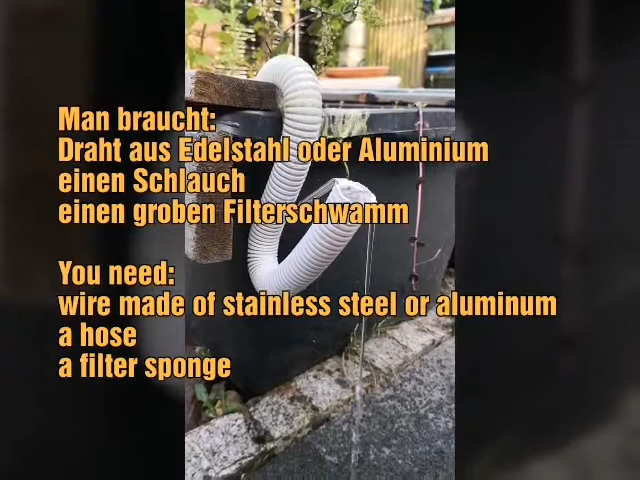 Man braucht:
Draht aus Edelstahl oder Aluminium
einen Schlauch
einen groben Filterschwamm
You need:
wire made of stainless steel or aluminum
a hose
a filter sponge